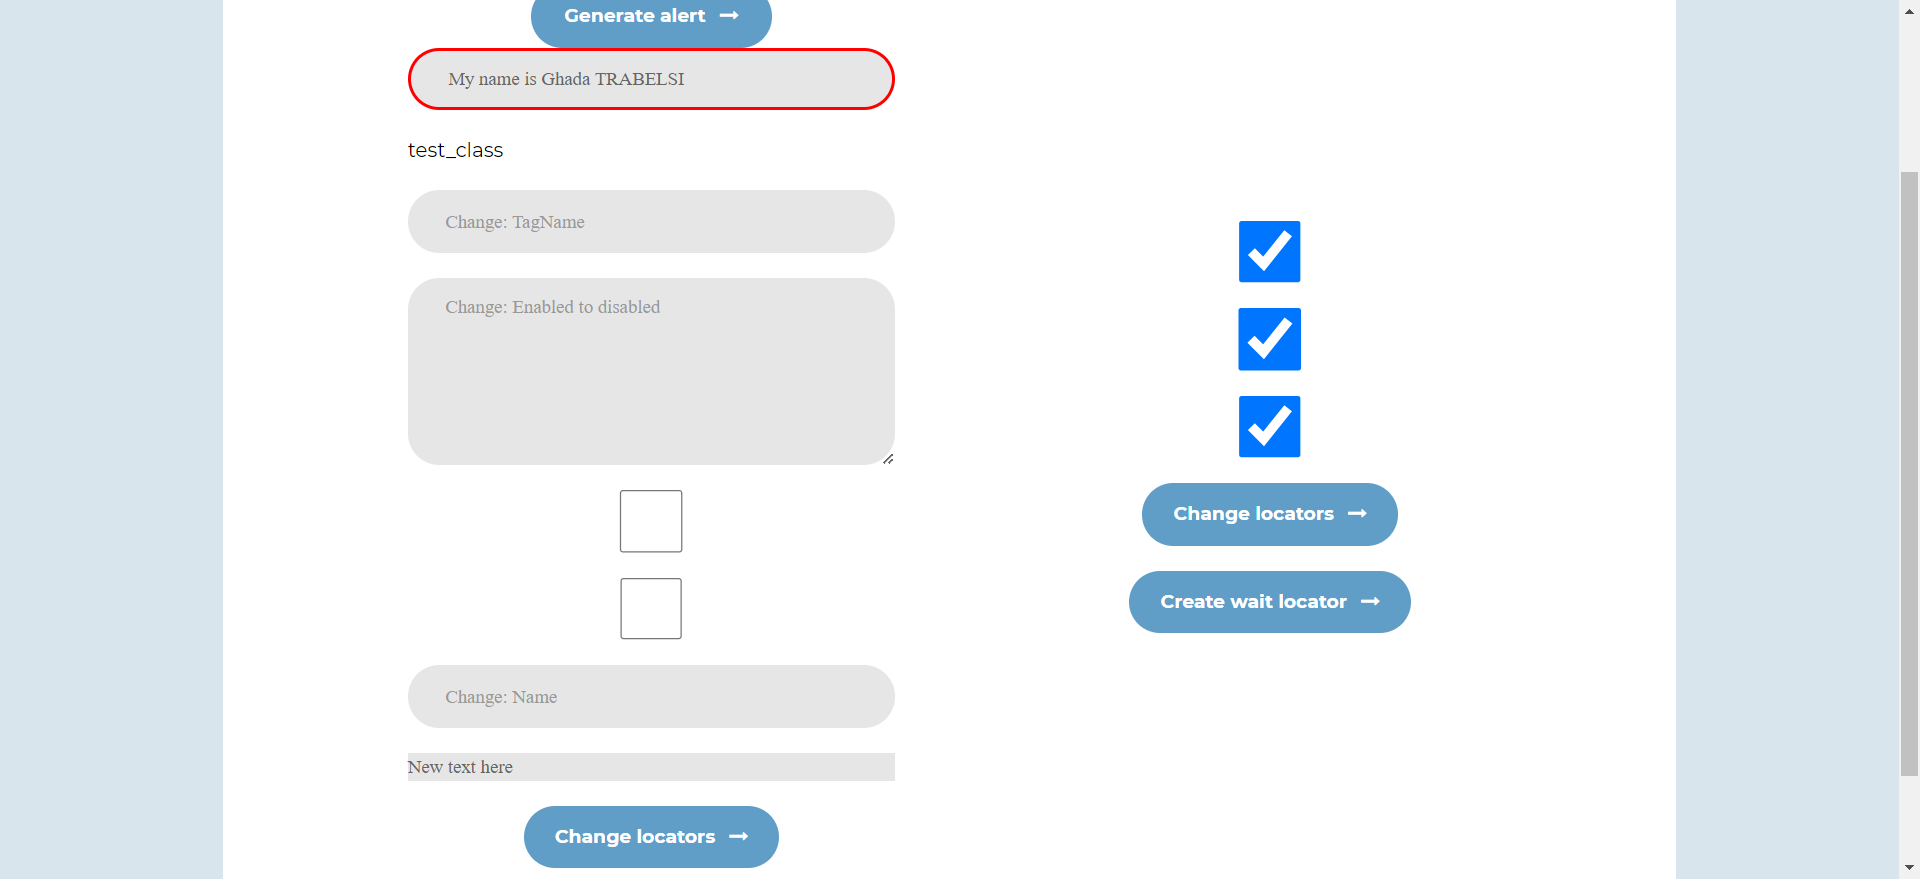 Generate alert
My name is Ghada TRABELSI
test_class
Change: TagName
Change: Enabled to disabled
Change: Name
New text here
Change locators
Change locators
Create wait locator